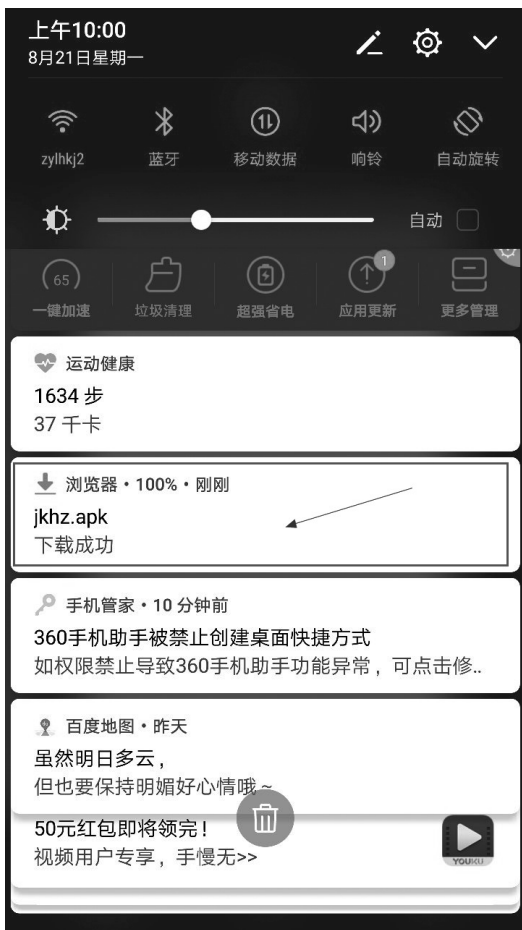 上午10:00
8月21日星期一
zylhkj2
蓝牙
移动数据
响铃
自动旋转
自动
65
1
一键加速
垃圾清理
超强省电
应用更新
更多管理
运动健康
1634 步
37 千卡
浏览器 • 100% • 刚刚
jkhz.apk
下载成功
手机管家 • 10 分钟前
360手机助手被禁止创建桌面快捷方式
如权限禁止导致360手机助手功能异常，可点击修..
百度地图 • 昨天
虽然明日多云，
但也要保持明媚好心情哦～
50元红包即将领完！
视频用户专享，手慢无>>
YOUKU